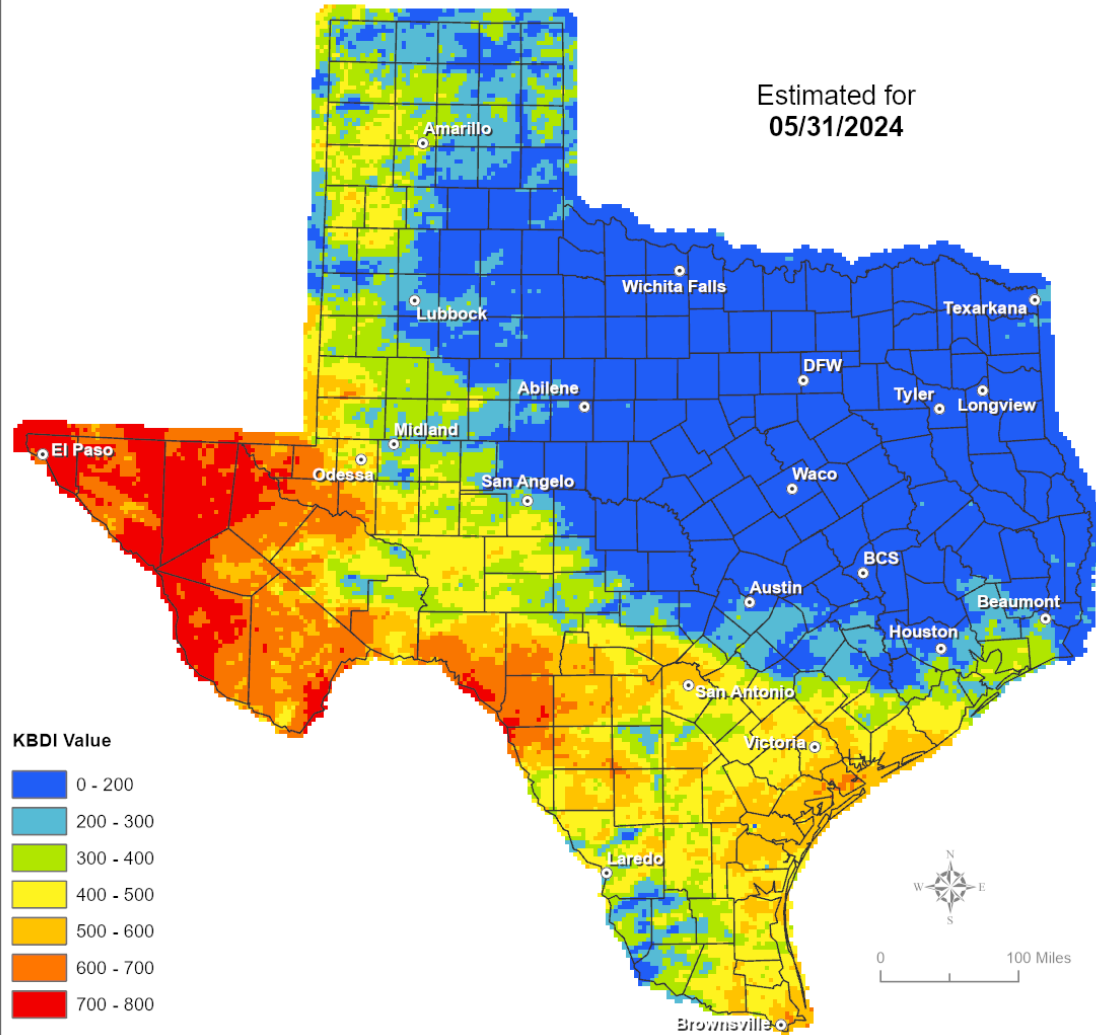 Estimated for
05/31/2024
Amarillo
Wichita Falls
Texarkana
Lubbock
DFW
Abilene
Tyler
Longview
Midland
El Paso
Odessa
San Angelo
Waco
BCS
Austin
Beaumont
Houston
San Antonio
Victoria
KBDI Value
0 - 200
200 - 300
300 - 400
400 - 500
500 - 600
600 - 700
700 - 800
Laredo
N
W E
S
0 100 Miles
Brownsville